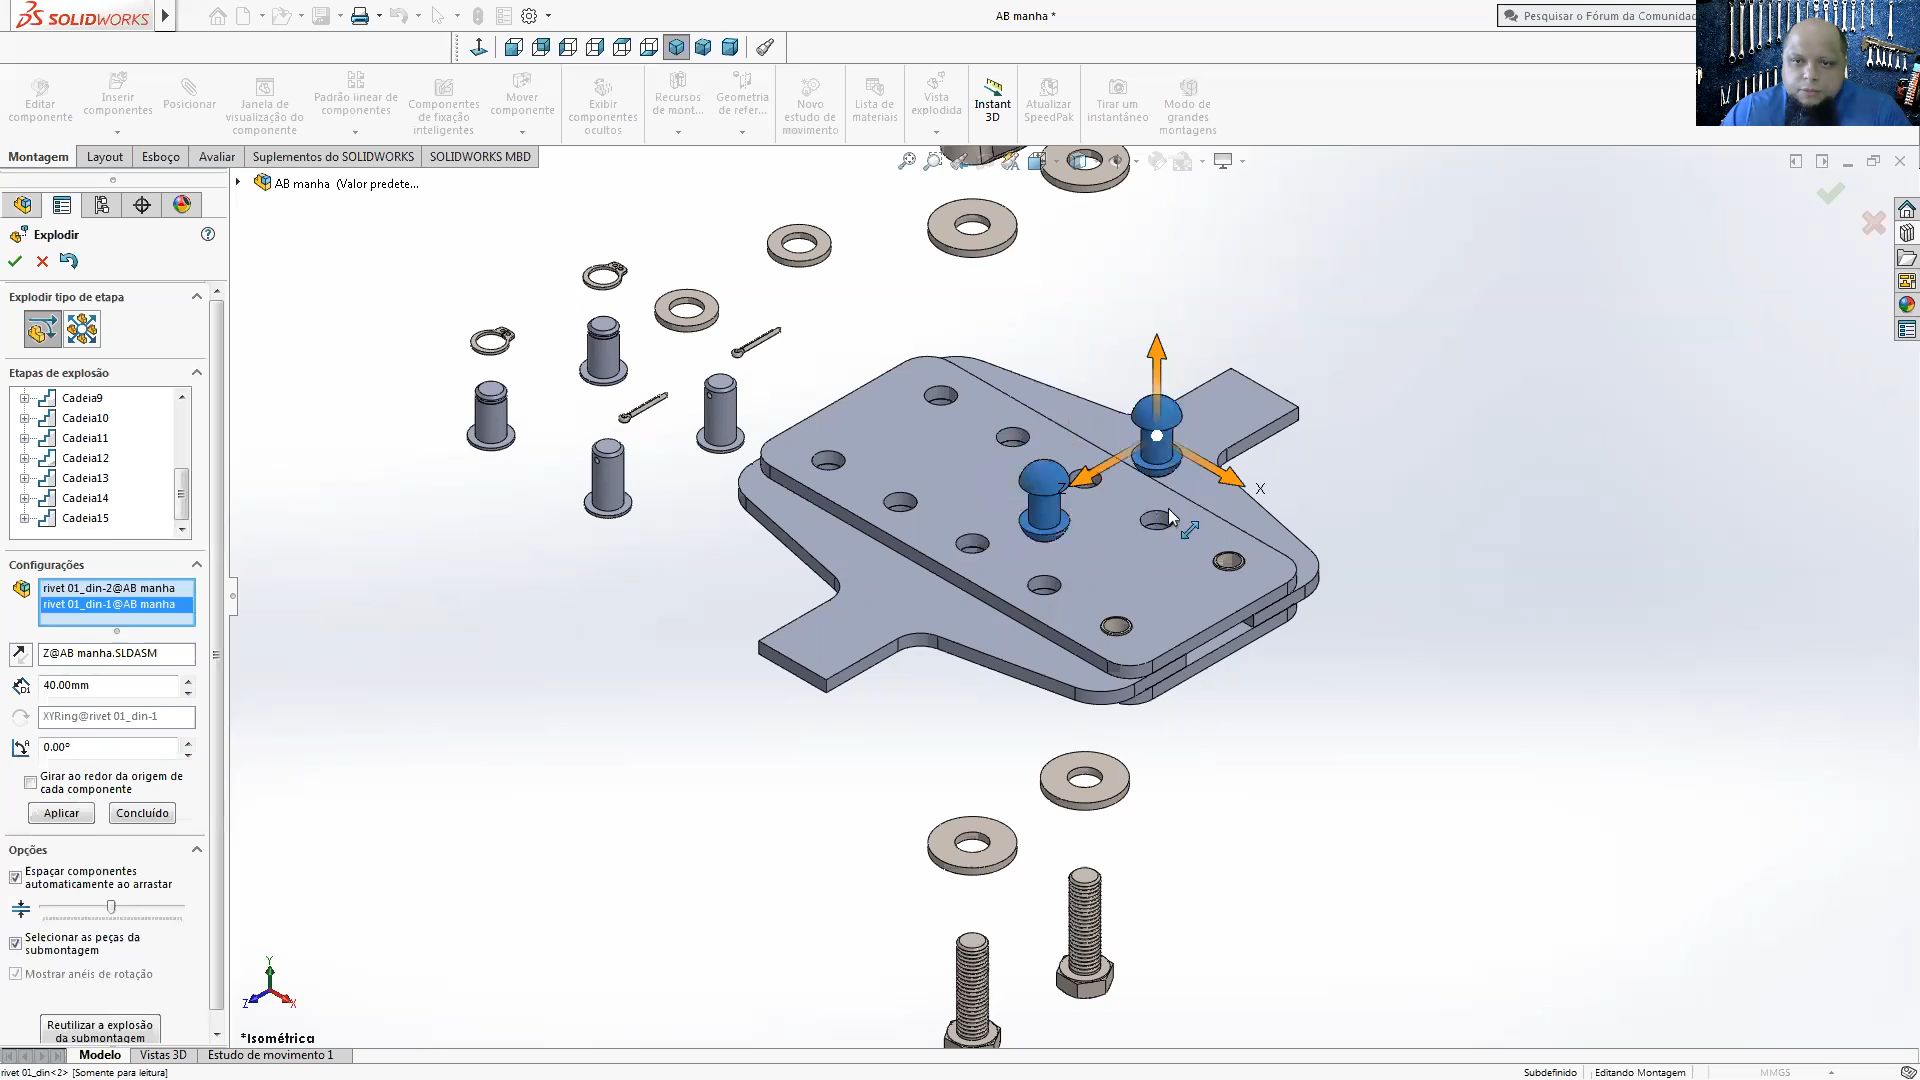 SOLIDWORKS
AB manha *
Pesquisar o Fórum da Comunidad
Editar componente
Inserir componentes
Posicionar
Janela de visualização do componente
Padrão linear de componentes
Componentes de fixação inteligentes
Mover componente
Exibir componentes ocultos
Recursos de mont...
Geometria de refer...
Novo estudo de movimento
Lista de materiais
Vista explodida
Instant 3D
Atualizar SpeedPak
Tirar um instantâneo
Modo de grandes montagens
Montagem
Layout
Esboço
Avaliar
Suplementos do SOLIDWORKS
SOLIDWORKS MBD
AB manha (Valor predete...
Explodir
Explodir tipo de etapa
Etapas de explosão
Cadeia9
Cadeia10
Cadeia11
Cadeia12
Cadeia13
Cadeia14
Cadeia15
Configurações
rivet 01_din-2@AB manha
rivet 01_din-1@AB manha
Z@AB manha.SLDASM
40.00mm
XYRing@rivet 01_din-1
0.00°
Girar ao redor da origem de
cada componente
Aplicar
Concluído
Opções
Espaçar componentes
automaticamente ao arrastar
Selecionar as peças da
submontagem
Mostrar anéis de rotação
Reutilizar a explosão
da submontagem
Z
X
Y
Z
X
*Isométrica
Modelo
Vistas 3D
Estudo de movimento 1
rivet 01_din<2> [Somente para leitura]
Subdefinido
Editando Montagem
MMGS